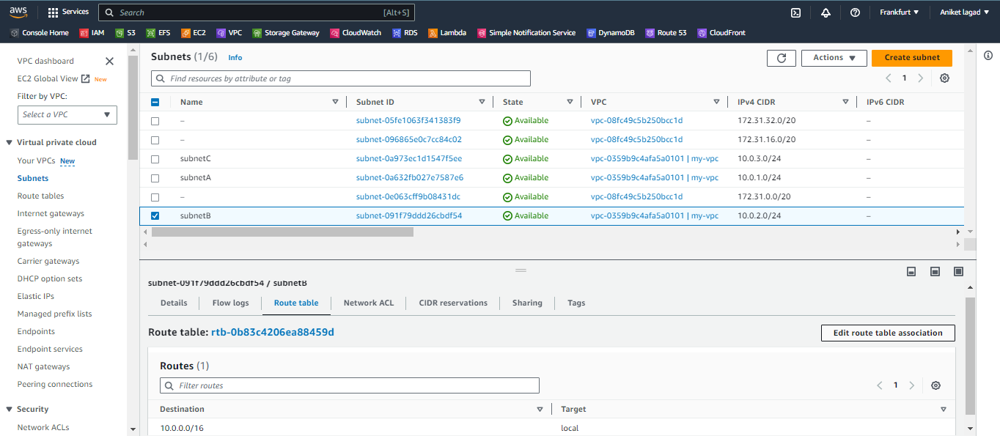 aws
Services
Search
[Alt+S]
Frankfurt
Aniket lagad
Console Home
IAM
S3
EFS
EC2
VPC
Storage Gateway
CloudWatch
RDS
Lambda
Simple Notification Service
DynamoDB
Route 53
CloudFront
VPC dashboard
EC2 Global View New
Filter by VPC:
Select a VPC
Virtual private cloud
Your VPCs New
Subnets
Route tables
Internet gateways
Egress-only internet
gateways
Carrier gateways
DHCP option sets
Elastic IPs
Managed prefix lists
Endpoints
Endpoint services
NAT gateways
Peering connections
Security
Network ACLs
Subnets (1/6) Info
Actions
Create subnet
Find resources by attribute or tag
1
Name Subnet ID State VPC IPv4 CIDR IPv6 CIDR
– subnet-05fe1063f341383f9 Available vpc-08fc49c5b250bcc1d 172.31.32.0/20 –
– subnet-096865e0c7cc84c02 Available vpc-08fc49c5b250bcc1d 172.31.16.0/20 –
subnetC subnet-0a973ec1d1547f5ee Available vpc-0359b9c4afa5a0101 | my-vpc 10.0.3.0/24 –
subnetA subnet-0a632fb027e7587e6 Available vpc-0359b9c4afa5a0101 | my-vpc 10.0.1.0/24 –
– subnet-0e063cff9b08431dc Available vpc-08fc49c5b250bcc1d 172.31.0.0/20 –
subnetB subnet-091f79ddd26cbdf54 Available vpc-0359b9c4afa5a0101 | my-vpc 10.0.2.0/24 –
subnet-091f79ddd26cbdf54 / subnetB
Details
Flow logs
Route table
Network ACL
CIDR reservations
Sharing
Tags
Route table: rtb-0b83c4206ea88459d
Edit route table association
Routes (1)
Filter routes
1
Destination Target
10.0.0.0/16 local